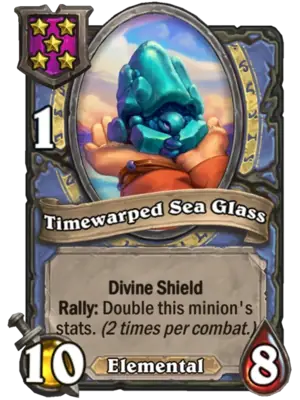 1
Timewarped Sea Glass
Divine Shield
Rally: Double this minion's
stats. (2 times per combat.)
10
Elemental
8